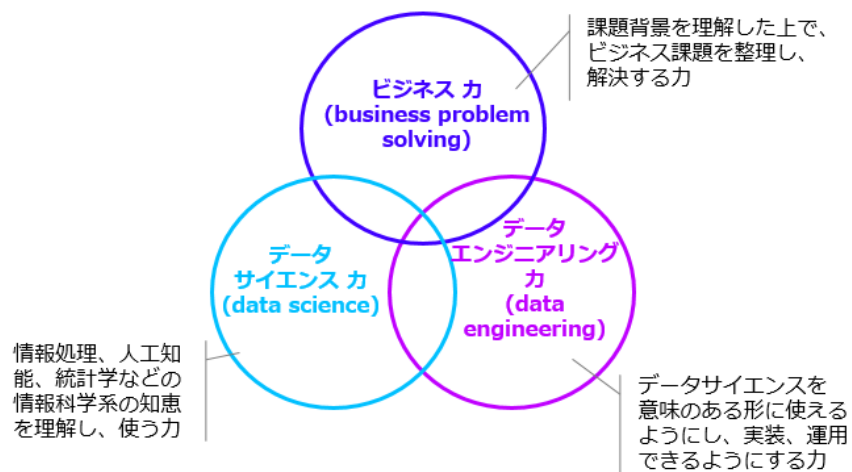 課題背景を理解した上で、
ビジネス課題を整理し、
解決する力
ビジネス 力
(business problem
solving)
データ
サイエンス 力
(data science)
データ
エンジニアリング
力
(data
engineering)
情報処理、人工知
能、統計学などの
情報科学系の知恵
を理解し、使う力
データサイエンスを
意味のある形に使える
ようにし、実装、運用
できるようにする力